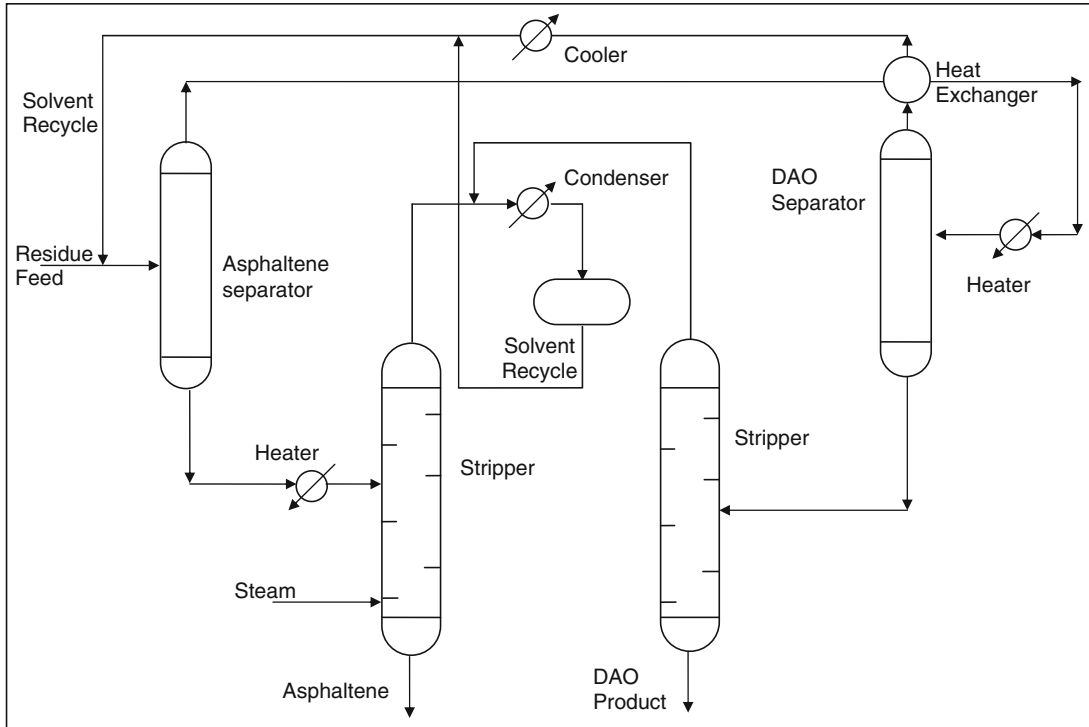 Cooler
Heat
Exchanger
Solvent
Recycle
Condenser
DAO
Separator
Residue
Feed
Asphaltene
separator
Heater
Solvent
Recycle
Heater
Stripper
Stripper
Steam
Asphaltene
DAO
Product